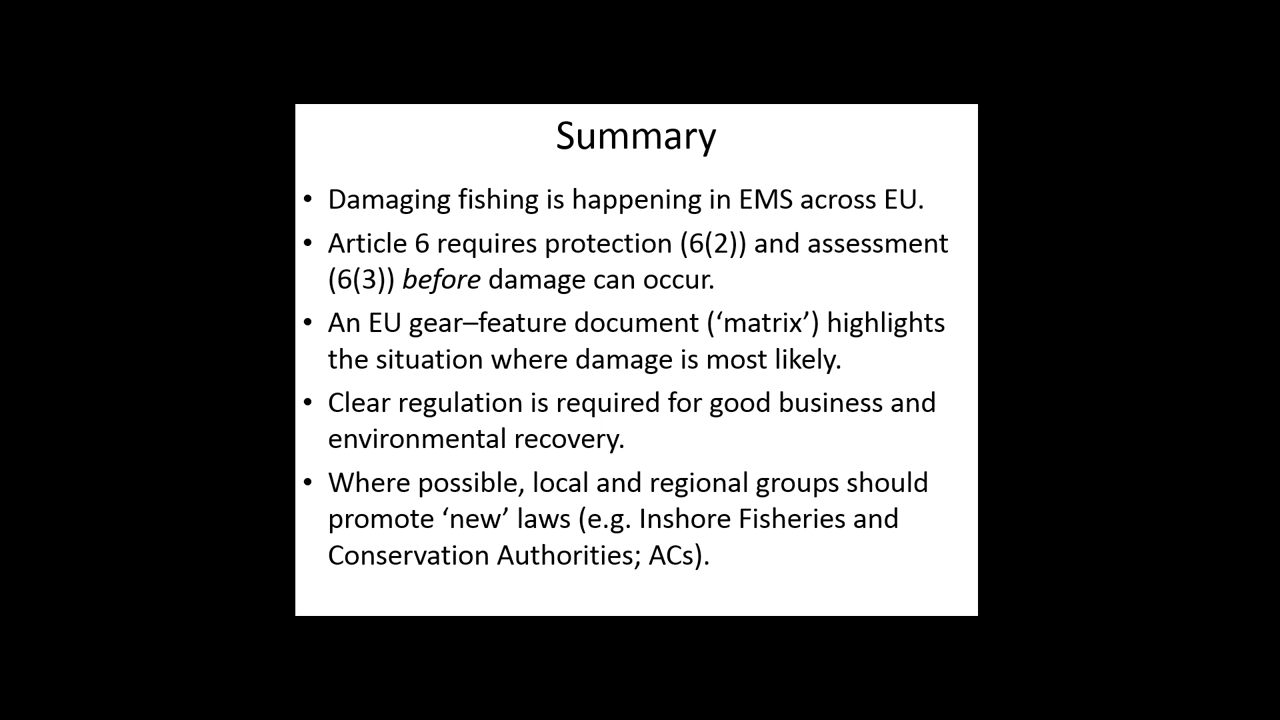 Summary
• Damaging fishing is happening in EMS across EU.
• Article 6 requires protection (6(2)) and assessment
(6(3)) before damage can occur.
• An EU gear–feature document (‘matrix’) highlights
the situation where damage is most likely.
• Clear regulation is required for good business and
environmental recovery.
• Where possible, local and regional groups should
promote ‘new’ laws (e.g. Inshore Fisheries and
Conservation Authorities; ACs).